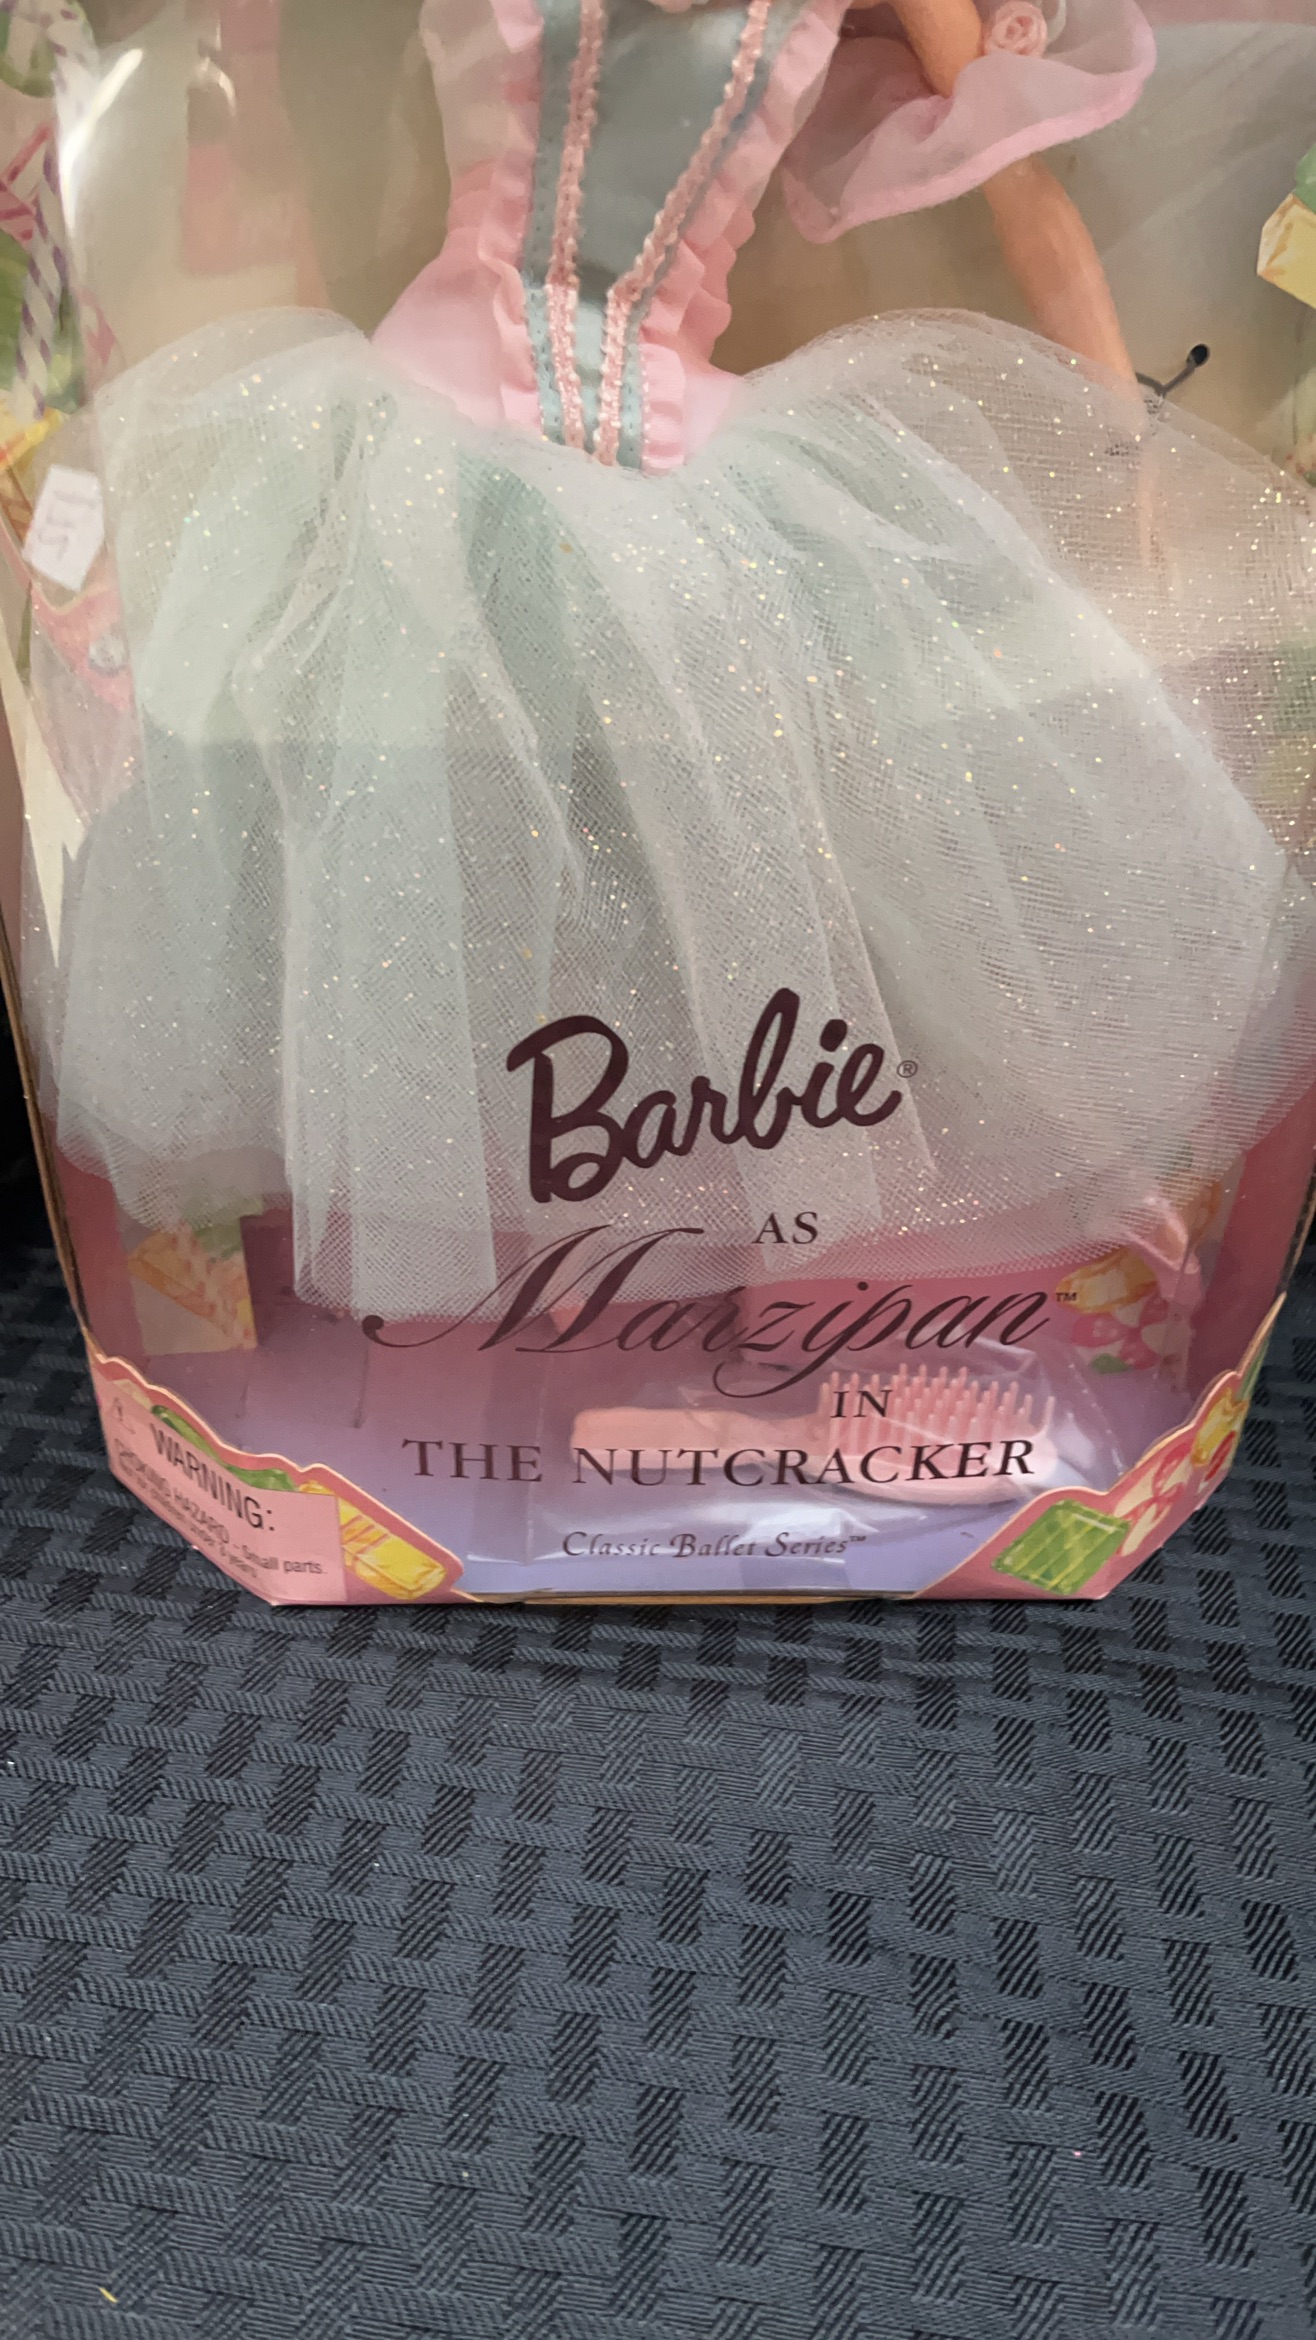 Barbie®
AS
Marzipan™
IN
THE NUTCRACKER
Classic Ballet Series™
WARNING:
CHOKING HAZARD - Small parts.